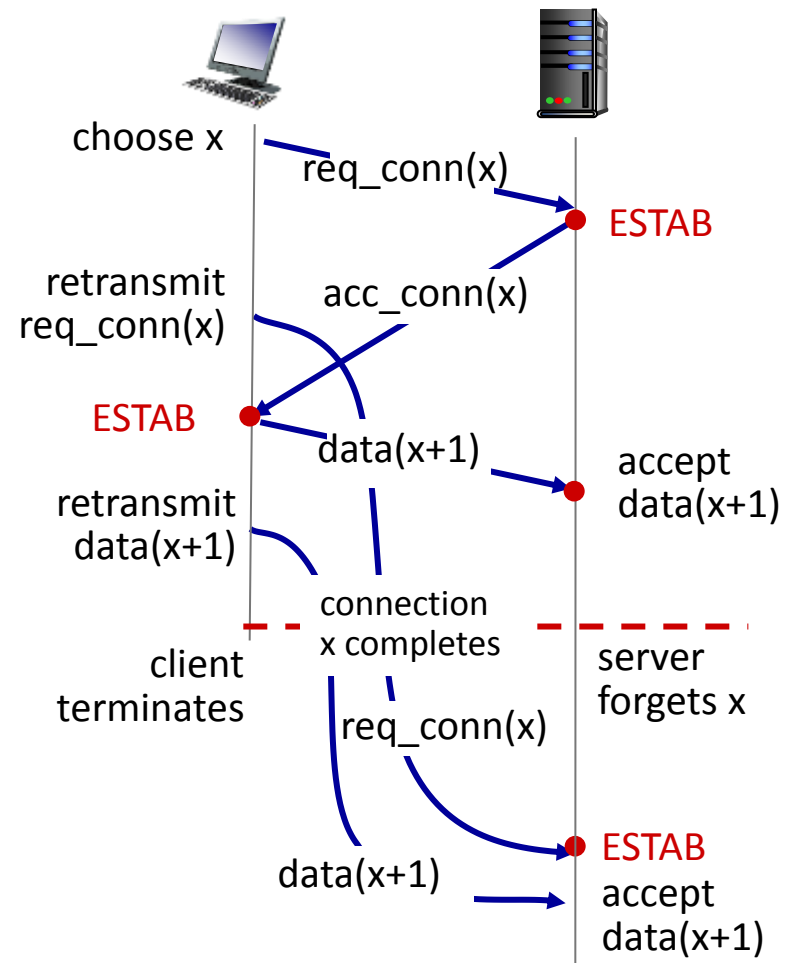 choose x
req_conn(x)
ESTAB
retransmit
req_conn(x)
acc_conn(x)
ESTAB
data(x+1)
accept
data(x+1)
retransmit
data(x+1)
connection
x completes
client
terminates
server
forgets x
req_conn(x)
ESTAB
data(x+1)
accept
data(x+1)